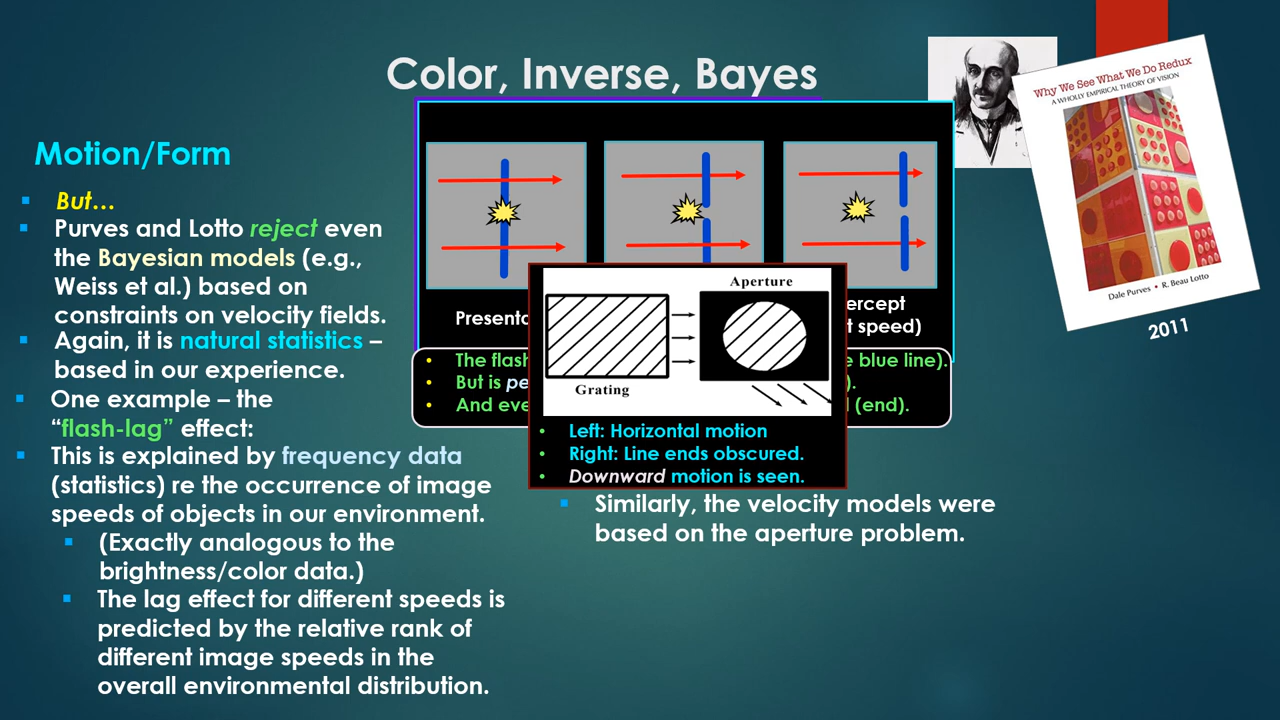 Color, Inverse, Bayes
Why We See What We Do Redux
A WHOLLY EMPIRICAL THEORY OF VISION
Dale Purves • R. Beau Lotto
2011
Motion/Form
But...
Purves and Lotto reject even
the Bayesian models (e.g.,
Weiss et al.) based on
constraints on velocity fields.
Again, it is natural statistics –
based in our experience.
One example – the
“flash-lag” effect:
This is explained by frequency data
(statistics) re the occurrence of image
speeds of objects in our environment.
(Exactly analogous to the
brightness/color data.)
The lag effect for different speeds is
predicted by the relative rank of
different image speeds in the
overall environmental distribution.
ercept
t speed)
The flash
e blue line).
But is
).
And eve
(end).
Aperture
Grating
Left: Horizontal motion
Right: Line ends obscured.
Downward motion is seen.
Similarly, the velocity models were
based on the aperture problem.